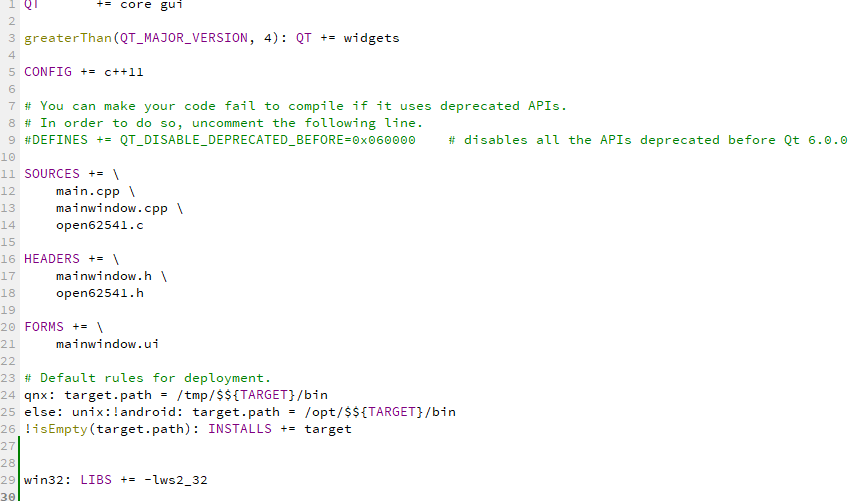 1 QT       += core gui
2
3 greaterThan(QT_MAJOR_VERSION, 4): QT += widgets
4
5 CONFIG += c++11
6
7 # You can make your code fail to compile if it uses deprecated APIs.
8 # In order to do so, uncomment the following line.
9 #DEFINES += QT_DISABLE_DEPRECATED_BEFORE=0x060000    # disables all the APIs deprecated before Qt 6.0.0
10
11 SOURCES += \
12     main.cpp \
13     mainwindow.cpp \
14     open62541.c
15
16 HEADERS += \
17     mainwindow.h \
18     open62541.h
19
20 FORMS += \
21     mainwindow.ui
22
23 # Default rules for deployment.
24 qnx: target.path = /tmp/$${TARGET}/bin
25 else: unix:!android: target.path = /opt/$${TARGET}/bin
26 !isEmpty(target.path): INSTALLS += target
27
28
29 win32: LIBS += -lws2_32
30